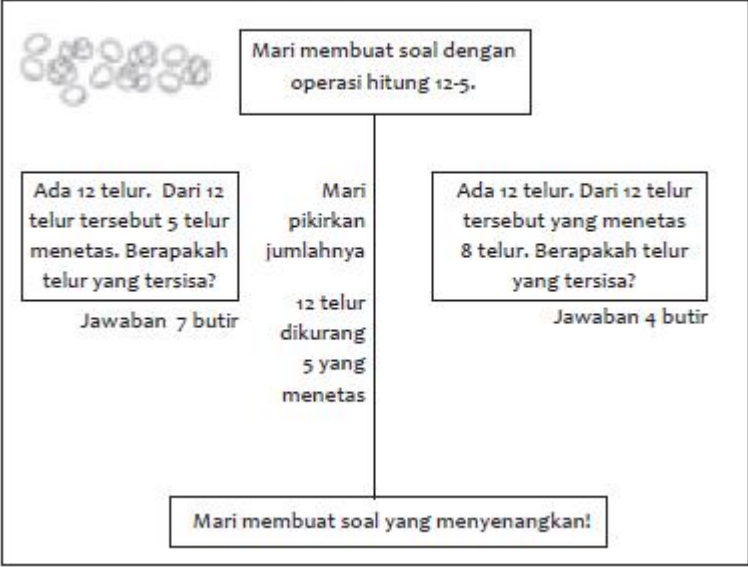 Mari membuat soal dengan
operasi hitung 12-5.
Ada 12 telur. Dari 12
telur tersebut 5 telur
menetas. Berapakah
telur yang tersisa?
Jawaban 7 butir
Mari
pikirkan
jumlahnya
12 telur
dikurang
5 yang
menetas
Ada 12 telur. Dari 12 telur
tersebut yang menetas
8 telur. Berapakah telur
yang tersisa?
Jawaban 4 butir
Mari membuat soal yang menyenangkan!